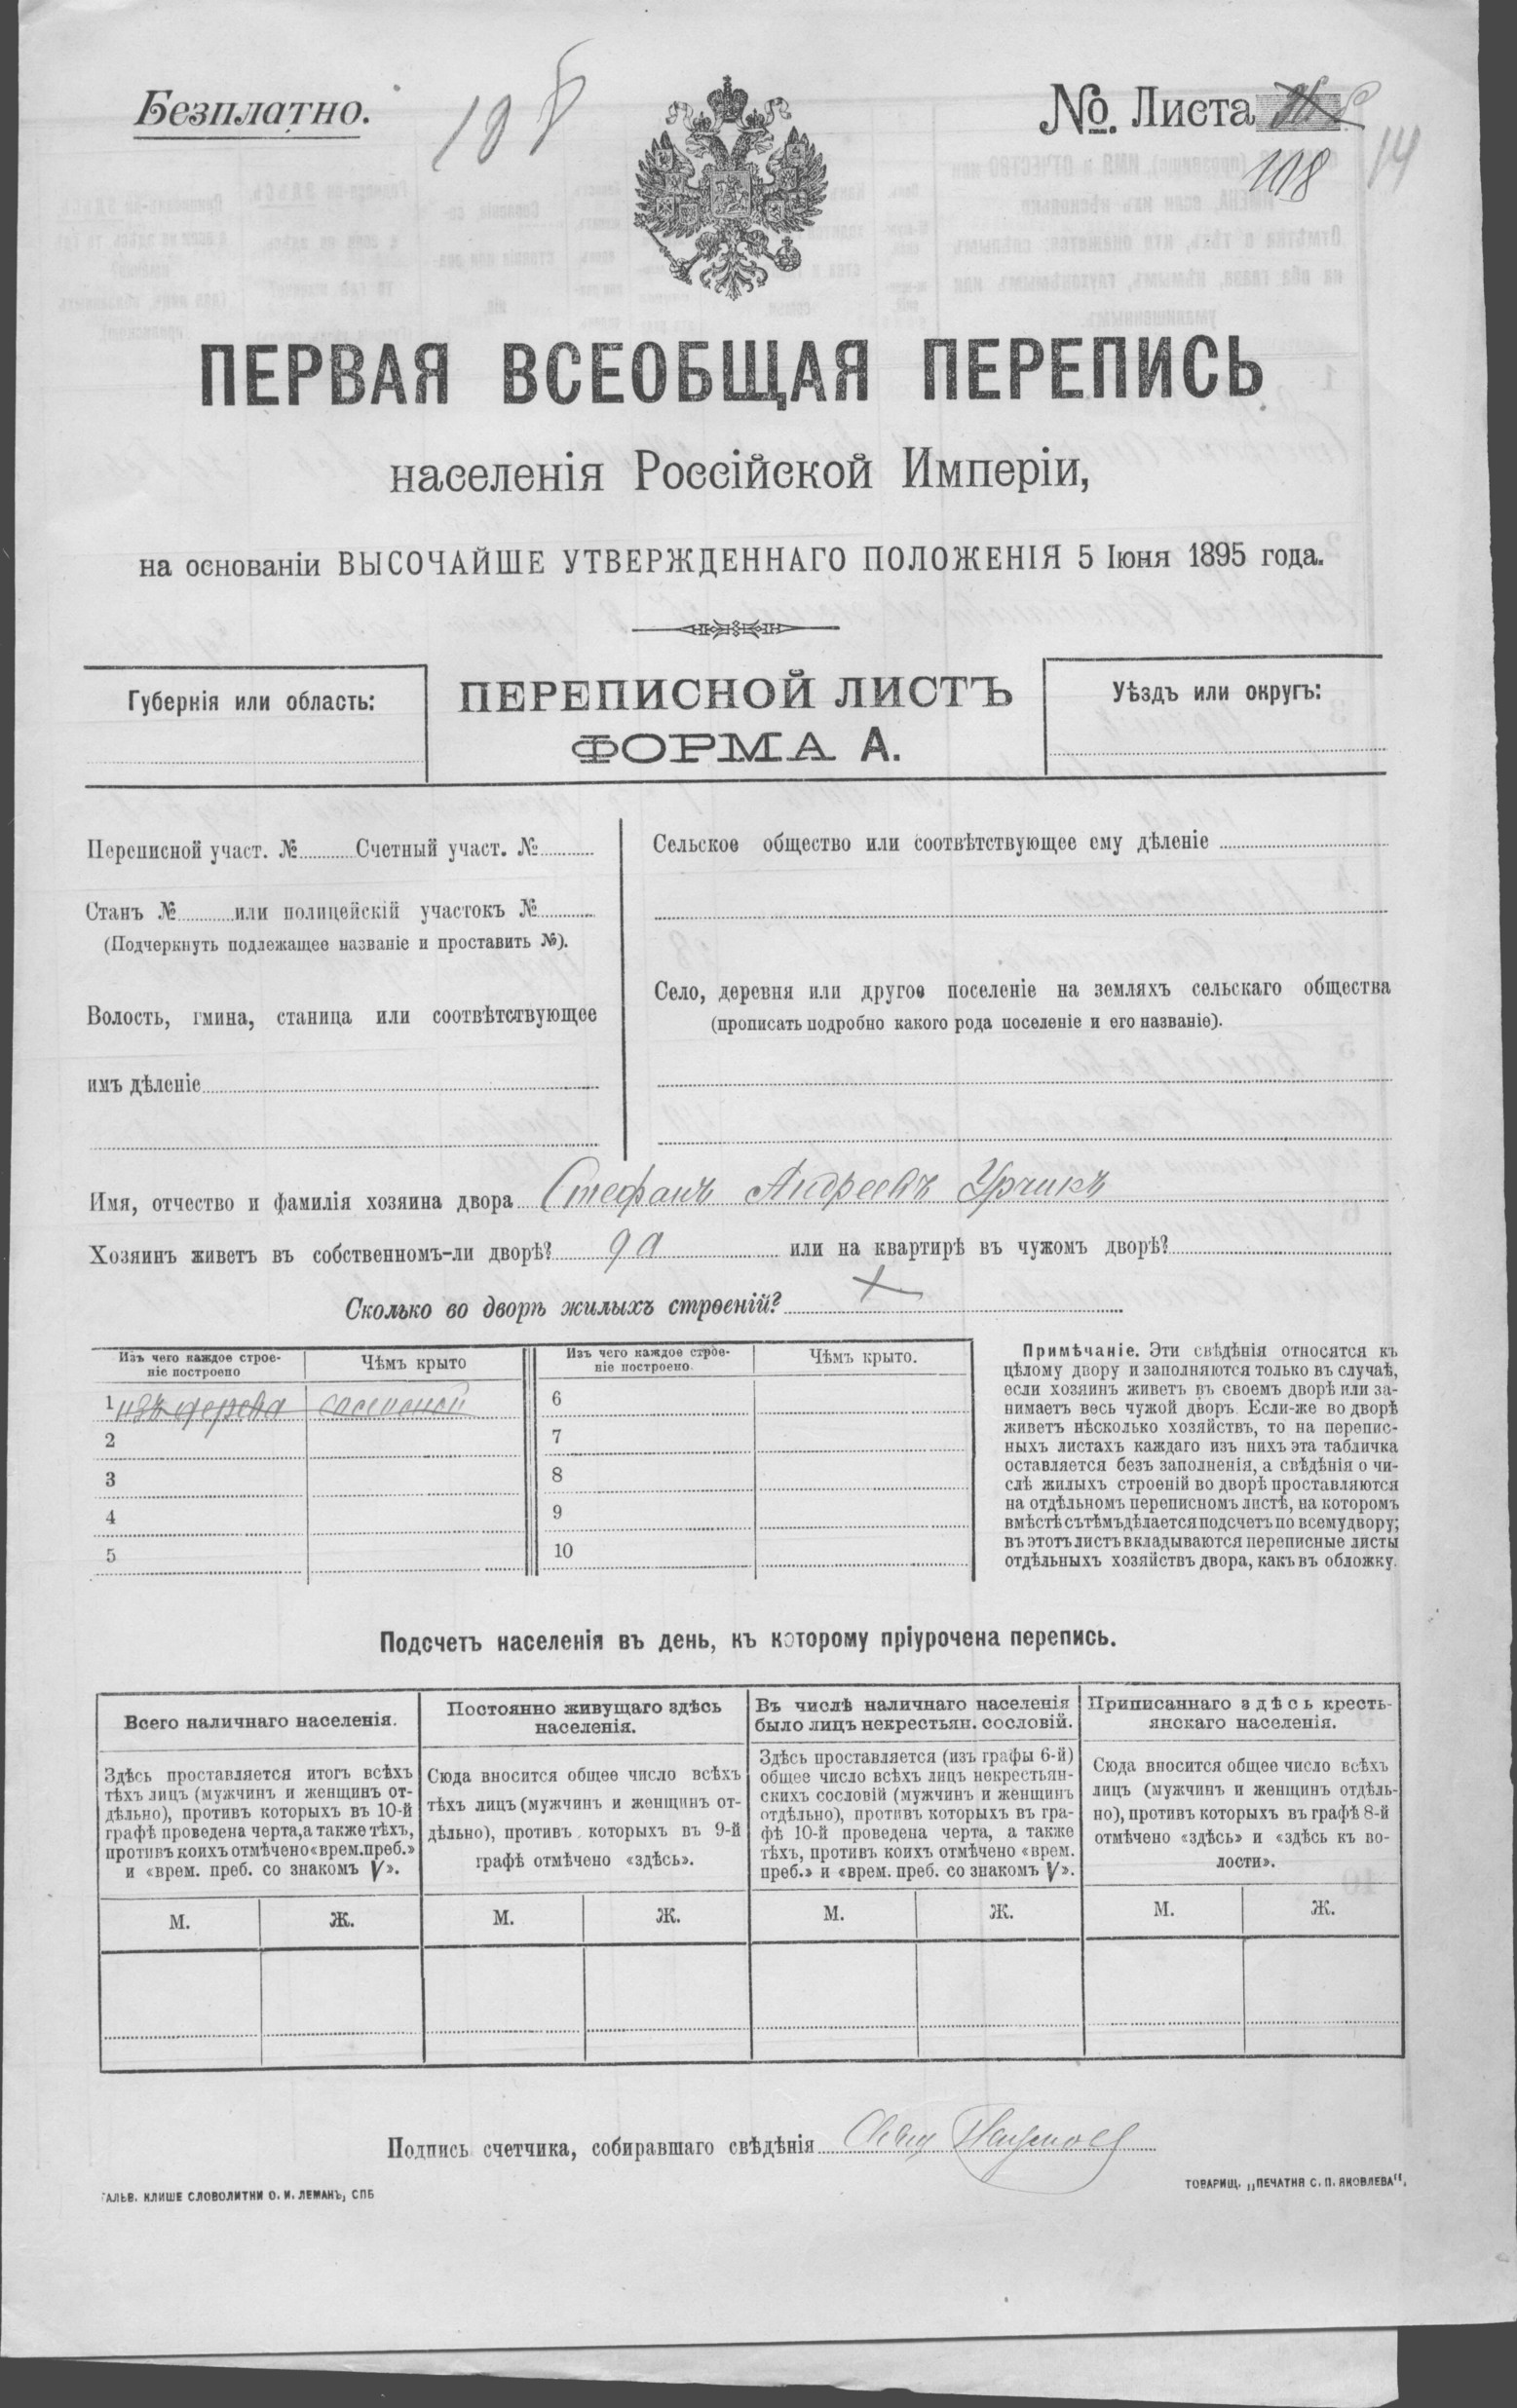 Безплатно.
108
№ Листа
108
14
ПЕРВАЯ ВСЕОБЩАЯ ПЕРЕПИСЬ
населенія Россійской Имперіи,
на основаніи ВЫСОЧАЙШЕ УТВЕРЖДЕННАГО ПОЛОЖЕНІЯ 5 Іюня 1895 года.
Губернія или область:
ПЕРЕПИСНОЙ ЛИСТЪ
ФОРМА А.
Уѣздъ или округъ:
Переписной участ. № Счетный участ. №
Станъ № или полицейскій участокъ №
(Подчеркнуть подлежащее названіе и проставить №).
Волость, гмина, станица или соотвѣтствующее
имъ дѣленіе
Сельское общество или соотвѣтствующее ему дѣленіе
Село, деревня или другое поселеніе на земляхъ сельскаго общества
(прописать подробно какого рода поселеніе и его названіе).
Имя, отчество и фамилія хозяина двора Стефанъ Андреевъ Урчикъ
Хозяинъ живетъ въ собственномъ-ли дворѣ? да или на квартирѣ въ чужомъ дворѣ?
Сколько во дворѣ жилыхъ строеній?
Изъ чего каждое строе-
ніе построено
Чѣмъ крыто
1 изъ дерева соломой
2
3
4
5
Изъ чего каждое строе-
ніе построено.
Чѣмъ крыто.
6
7
8
9
10
Примѣчаніе. Эти свѣдѣнія относятся къ
цѣлому двору и заполняются только въ случаѣ,
если хозяинъ живетъ въ своемъ дворѣ или за-
нимаетъ весь чужой дворъ. Если-же во дворѣ
живетъ нѣсколько хозяйствъ, то на перепис-
ныхъ листахъ каждаго изъ нихъ эта табличка
оставляется безъ заполненія, а свѣдѣнія о чи-
слѣ жилыхъ строеній во дворѣ проставляются
на отдѣльномъ переписномъ листѣ, на которомъ
вмѣстѣ съ тѣмъ дѣлается подсчетъ по всему двору;
въ этотъ листъ вкладываются переписные листы
отдѣльныхъ хозяйствъ двора, какъ въ обложку.
Подсчетъ населенія въ день, къ которому пріурочена перепись.
Всего наличнаго населенія.
Здѣсь проставляется итогъ всѣхъ
тѣхъ лицъ (мужчинъ и женщинъ от-
дѣльно), противъ которыхъ въ 10-й
графѣ проведена черта, а также тѣхъ,
противъ коихъ отмѣчено «врем. преб.»
и «врем. преб. со знакомъ V».
М. Ж.
Постоянно живущаго здѣсь
населенія.
Сюда вносится общее число всѣхъ
тѣхъ лицъ (мужчинъ и женщинъ от-
дѣльно), противъ которыхъ въ 9-й
графѣ отмѣчено «здѣсь».
М. Ж.
Въ числѣ наличнаго населенія
было лицъ некрестьян. сословій.
Здѣсь проставляется (изъ графы 6-й)
общее число всѣхъ лицъ некрестьян-
скихъ сословій (мужчинъ и женщинъ
отдѣльно), противъ которыхъ въ гра-
фѣ 10-й проведена черта, а также
тѣхъ, противъ коихъ отмѣчено «врем.
преб.» и «врем. преб. со знакомъ V».
М. Ж.
Приписаннаго здѣсь кресть-
янскаго населенія.
Сюда вносится общее число всѣхъ
лицъ (мужчинъ и женщинъ отдѣль-
но), противъ которыхъ въ графѣ 8-й
отмѣчено «здѣсь» и «здѣсь къ во-
лости».
М. Ж.
Подпись счетчика, собиравшаго свѣдѣнія
ГАЛЬВ. КЛИШЕ СЛОВОЛИТНИ О. И. ЛЕМАНЪ, СПБ
ТОВАРИЩ. „ПЕЧАТНЯ С. П. ЯКОВЛЕВА“.